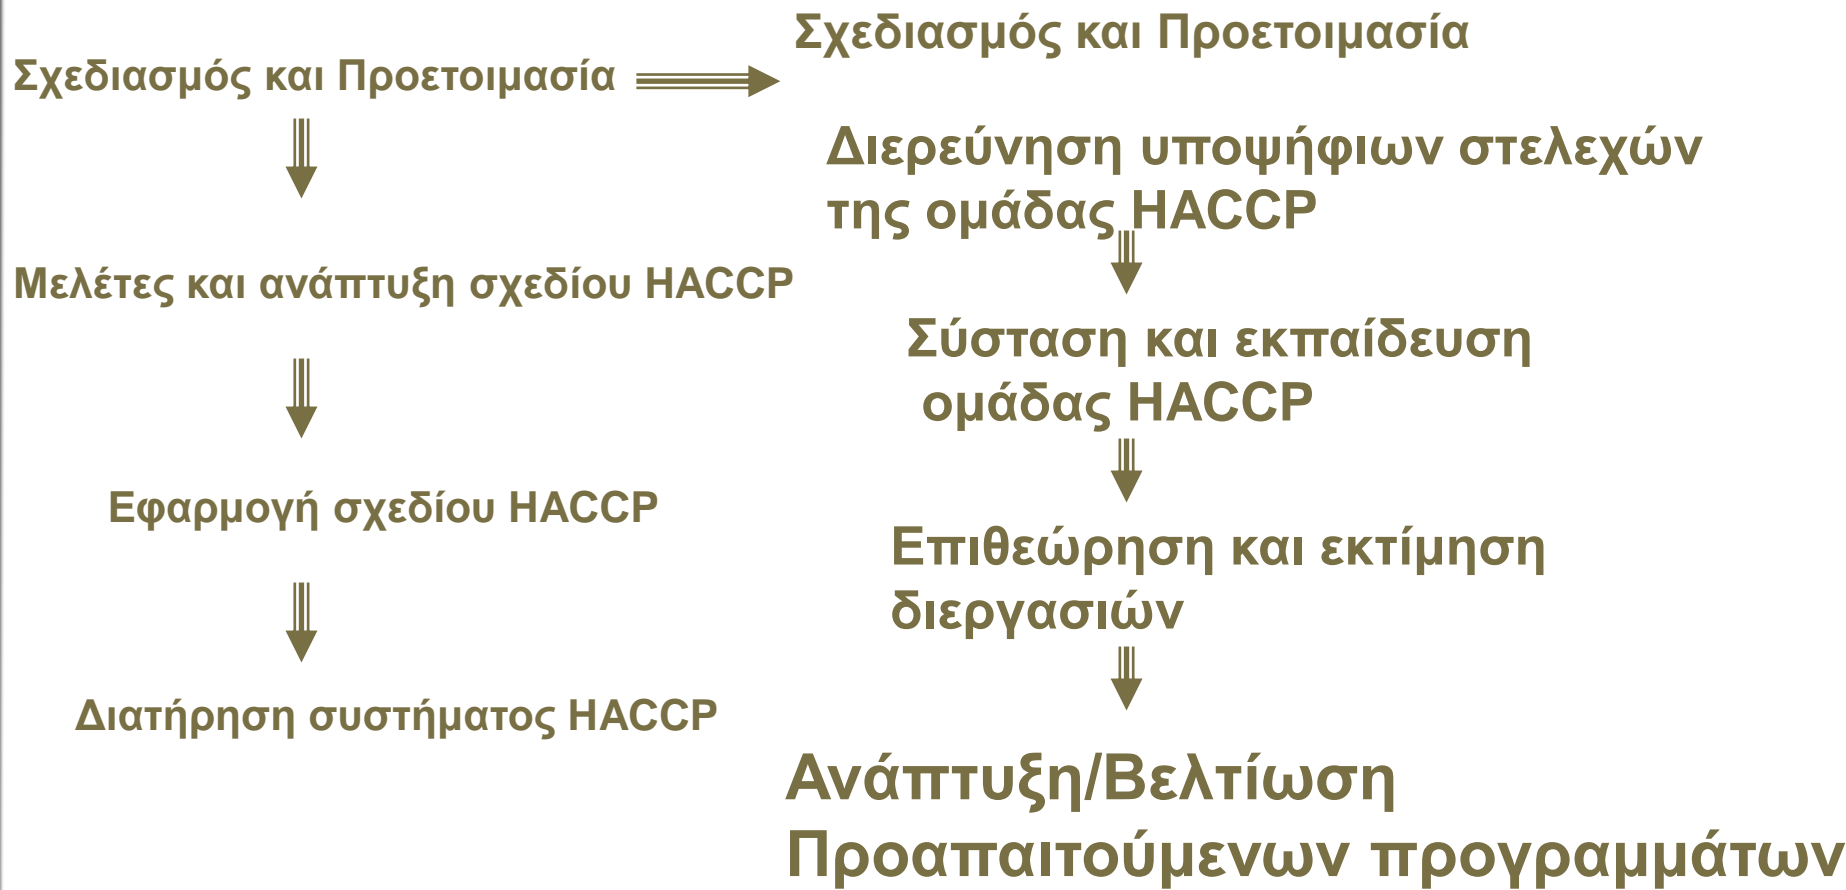 Σχεδιασμός και Προετοιμασία
Μελέτες και ανάπτυξη σχεδίου HACCP
Εφαρμογή σχεδίου HACCP
Διατήρηση συστήματος HACCP
Σχεδιασμός και Προετοιμασία
Διερεύνηση υποψήφιων στελεχών
της ομάδας HACCP
Σύσταση και εκπαίδευση
ομάδας HACCP
Επιθεώρηση και εκτίμηση
διεργασιών
Ανάπτυξη/Βελτίωση
Προαπαιτούμενων προγραμμάτων